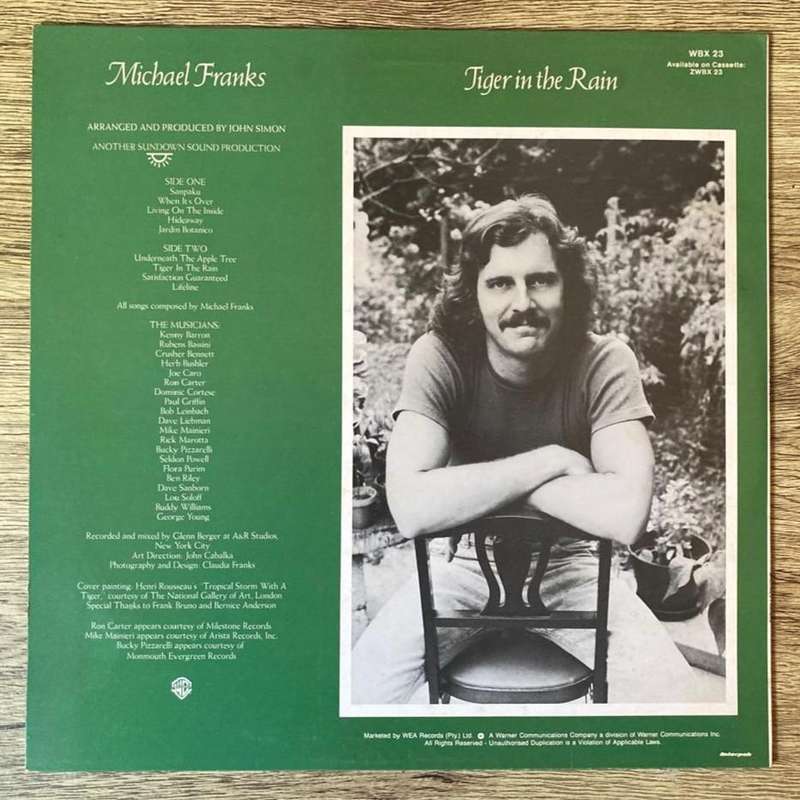 Michael Franks
Tiger in the Rain
WBX 23
Available on Cassette:
ZWBX 23
ARRANGED AND PRODUCED BY JOHN SIMON
ANOTHER SUNDOWN SOUND PRODUCTION
SIDE ONE
Sanpaku
When It's Over
Living On The Inside
Hideaway
Jardin Botanico
SIDE TWO
Underneath The Apple Tree
Tiger In The Rain
Satisfaction Guaranteed
Lifeline
All songs composed by Michael Franks
THE MUSICIANS:
Kenny Barron
Rubens Bassini
Crusher Bennett
Herb Bushler
Joe Caro
Ron Carter
Dominic Cortese
Paul Griffin
Bob Leinbach
Dave Liebman
Mike Mainieri
Rick Marotta
Bucky Pizzarelli
Seldon Powell
Flora Purim
Ben Riley
Dave Sanborn
Lou Soloff
Buddy Williams
George Young
Recorded and mixed by Glenn Berger at A&R Studios,
New York City
Art Direction: John Cabalka
Photography and Design: Claudia Franks
Cover painting: Henri Rousseau's "Tropical Storm With A
Tiger," courtesy of The National Gallery of Art, London
Special Thanks to Frank Bruno and Bernice Anderson
Ron Carter appears courtesy of Milestone Records
Mike Mainieri appears courtesy of Arista Records, Inc.
Bucky Pizzarelli appears courtesy of
Monmouth Evergreen Records
Marketed by WEA Records (Pty.) Ltd. A Warner Communications Company a division of Warner Communications Inc.
All Rights Reserved - Unauthorised Duplication is a Violation of Applicable Laws.
interpak